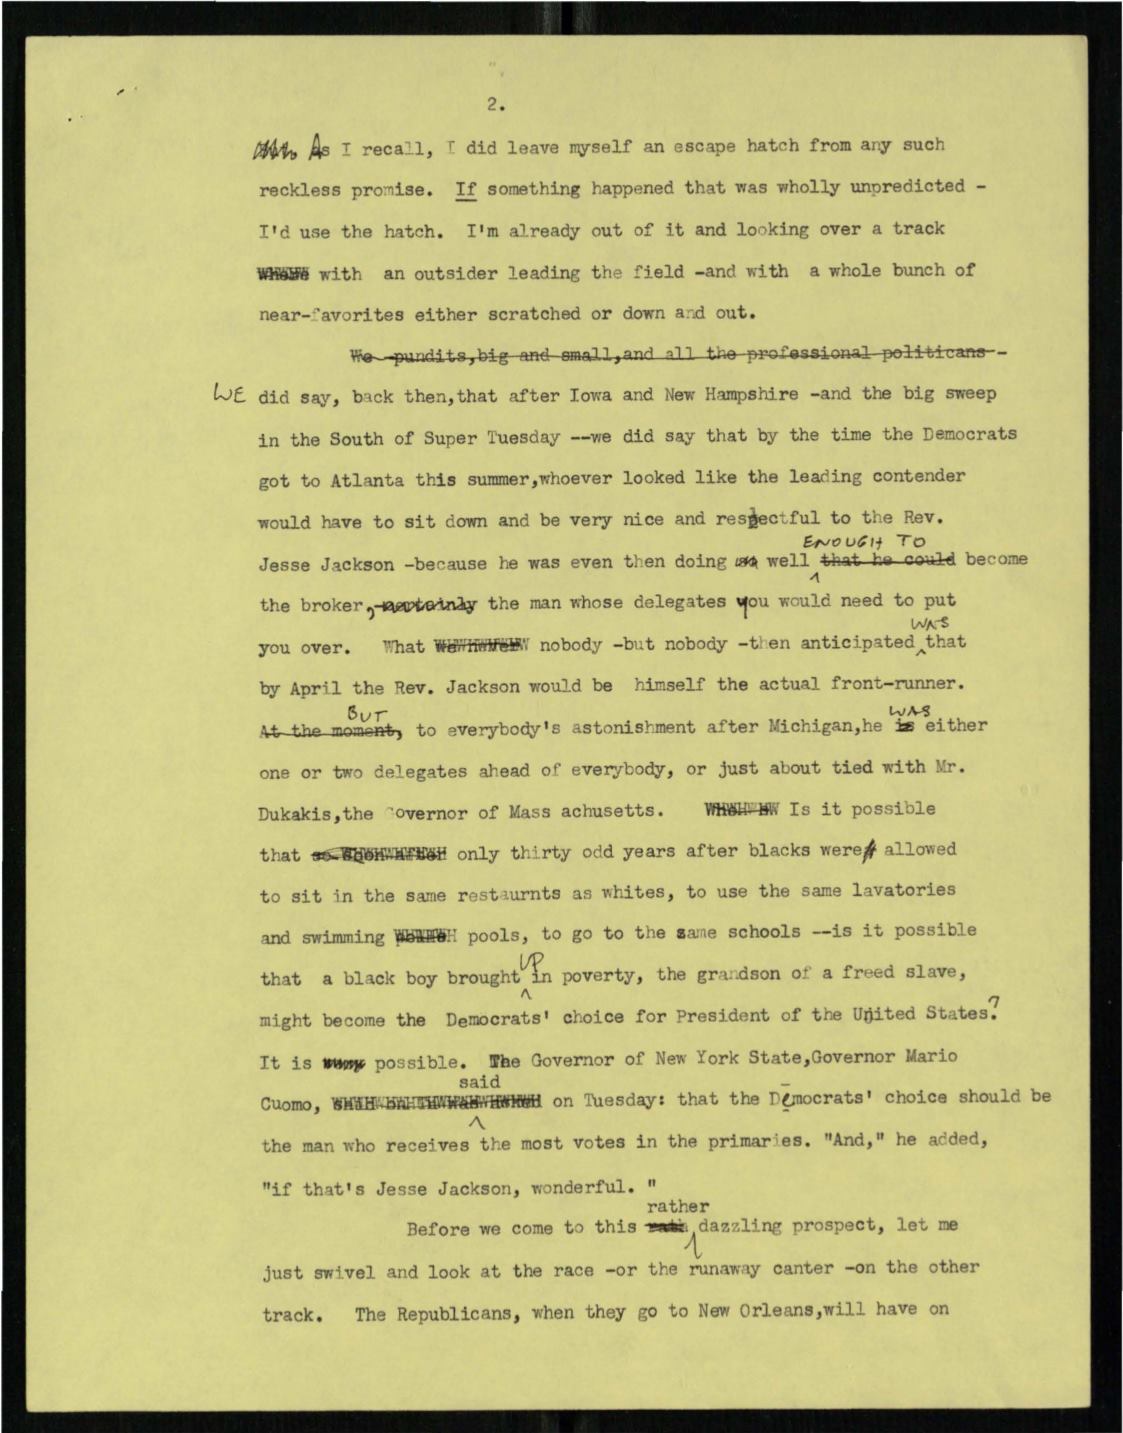 2.
As I recall, I did leave myself an escape hatch from any such
reckless promise. If something happened that was wholly unpredicted -
I'd use the hatch. I'm already out of it and looking over a track
with an outsider leading the field -and with a whole bunch of
near-favorites either scratched or down and out.
We -pundits,big and small,and all the professional politicans--
WE did say, back then,that after Iowa and New Hampshire -and the big sweep
in the South of Super Tuesday --we did say that by the time the Democrats
got to Atlanta this summer,whoever looked like the leading contender
would have to sit down and be very nice and respectful to the Rev.
ENOUGH TO
Jesse Jackson -because he was even then doing so well that he could become
the broker, certainly the man whose delegates you would need to put
WAS
you over. What nobody -but nobody -then anticipated that
by April the Rev. Jackson would be himself the actual front-runner.
BUT WAS
At the moment, to everybody's astonishment after Michigan,he is either
one or two delegates ahead of everybody, or just about tied with Mr.
Dukakis,the Governor of Mass achusetts. Is it possible
that only thirty odd years after blacks were allowed
to sit in the same restaurnts as whites, to use the same lavatories
and swimming pools, to go to the same schools --is it possible
UP
that a black boy brought in poverty, the grandson of a freed slave,
might become the Democrats' choice for President of the United States?
It is possible. The Governor of New York State,Governor Mario
said
Cuomo, on Tuesday: that the Democrats' choice should be
the man who receives the most votes in the primaries. "And," he added,
"if that's Jesse Jackson, wonderful. "
rather
Before we come to this dazzling prospect, let me
just swivel and look at the race -or the runaway canter -on the other
track. The Republicans, when they go to New Orleans,will have on